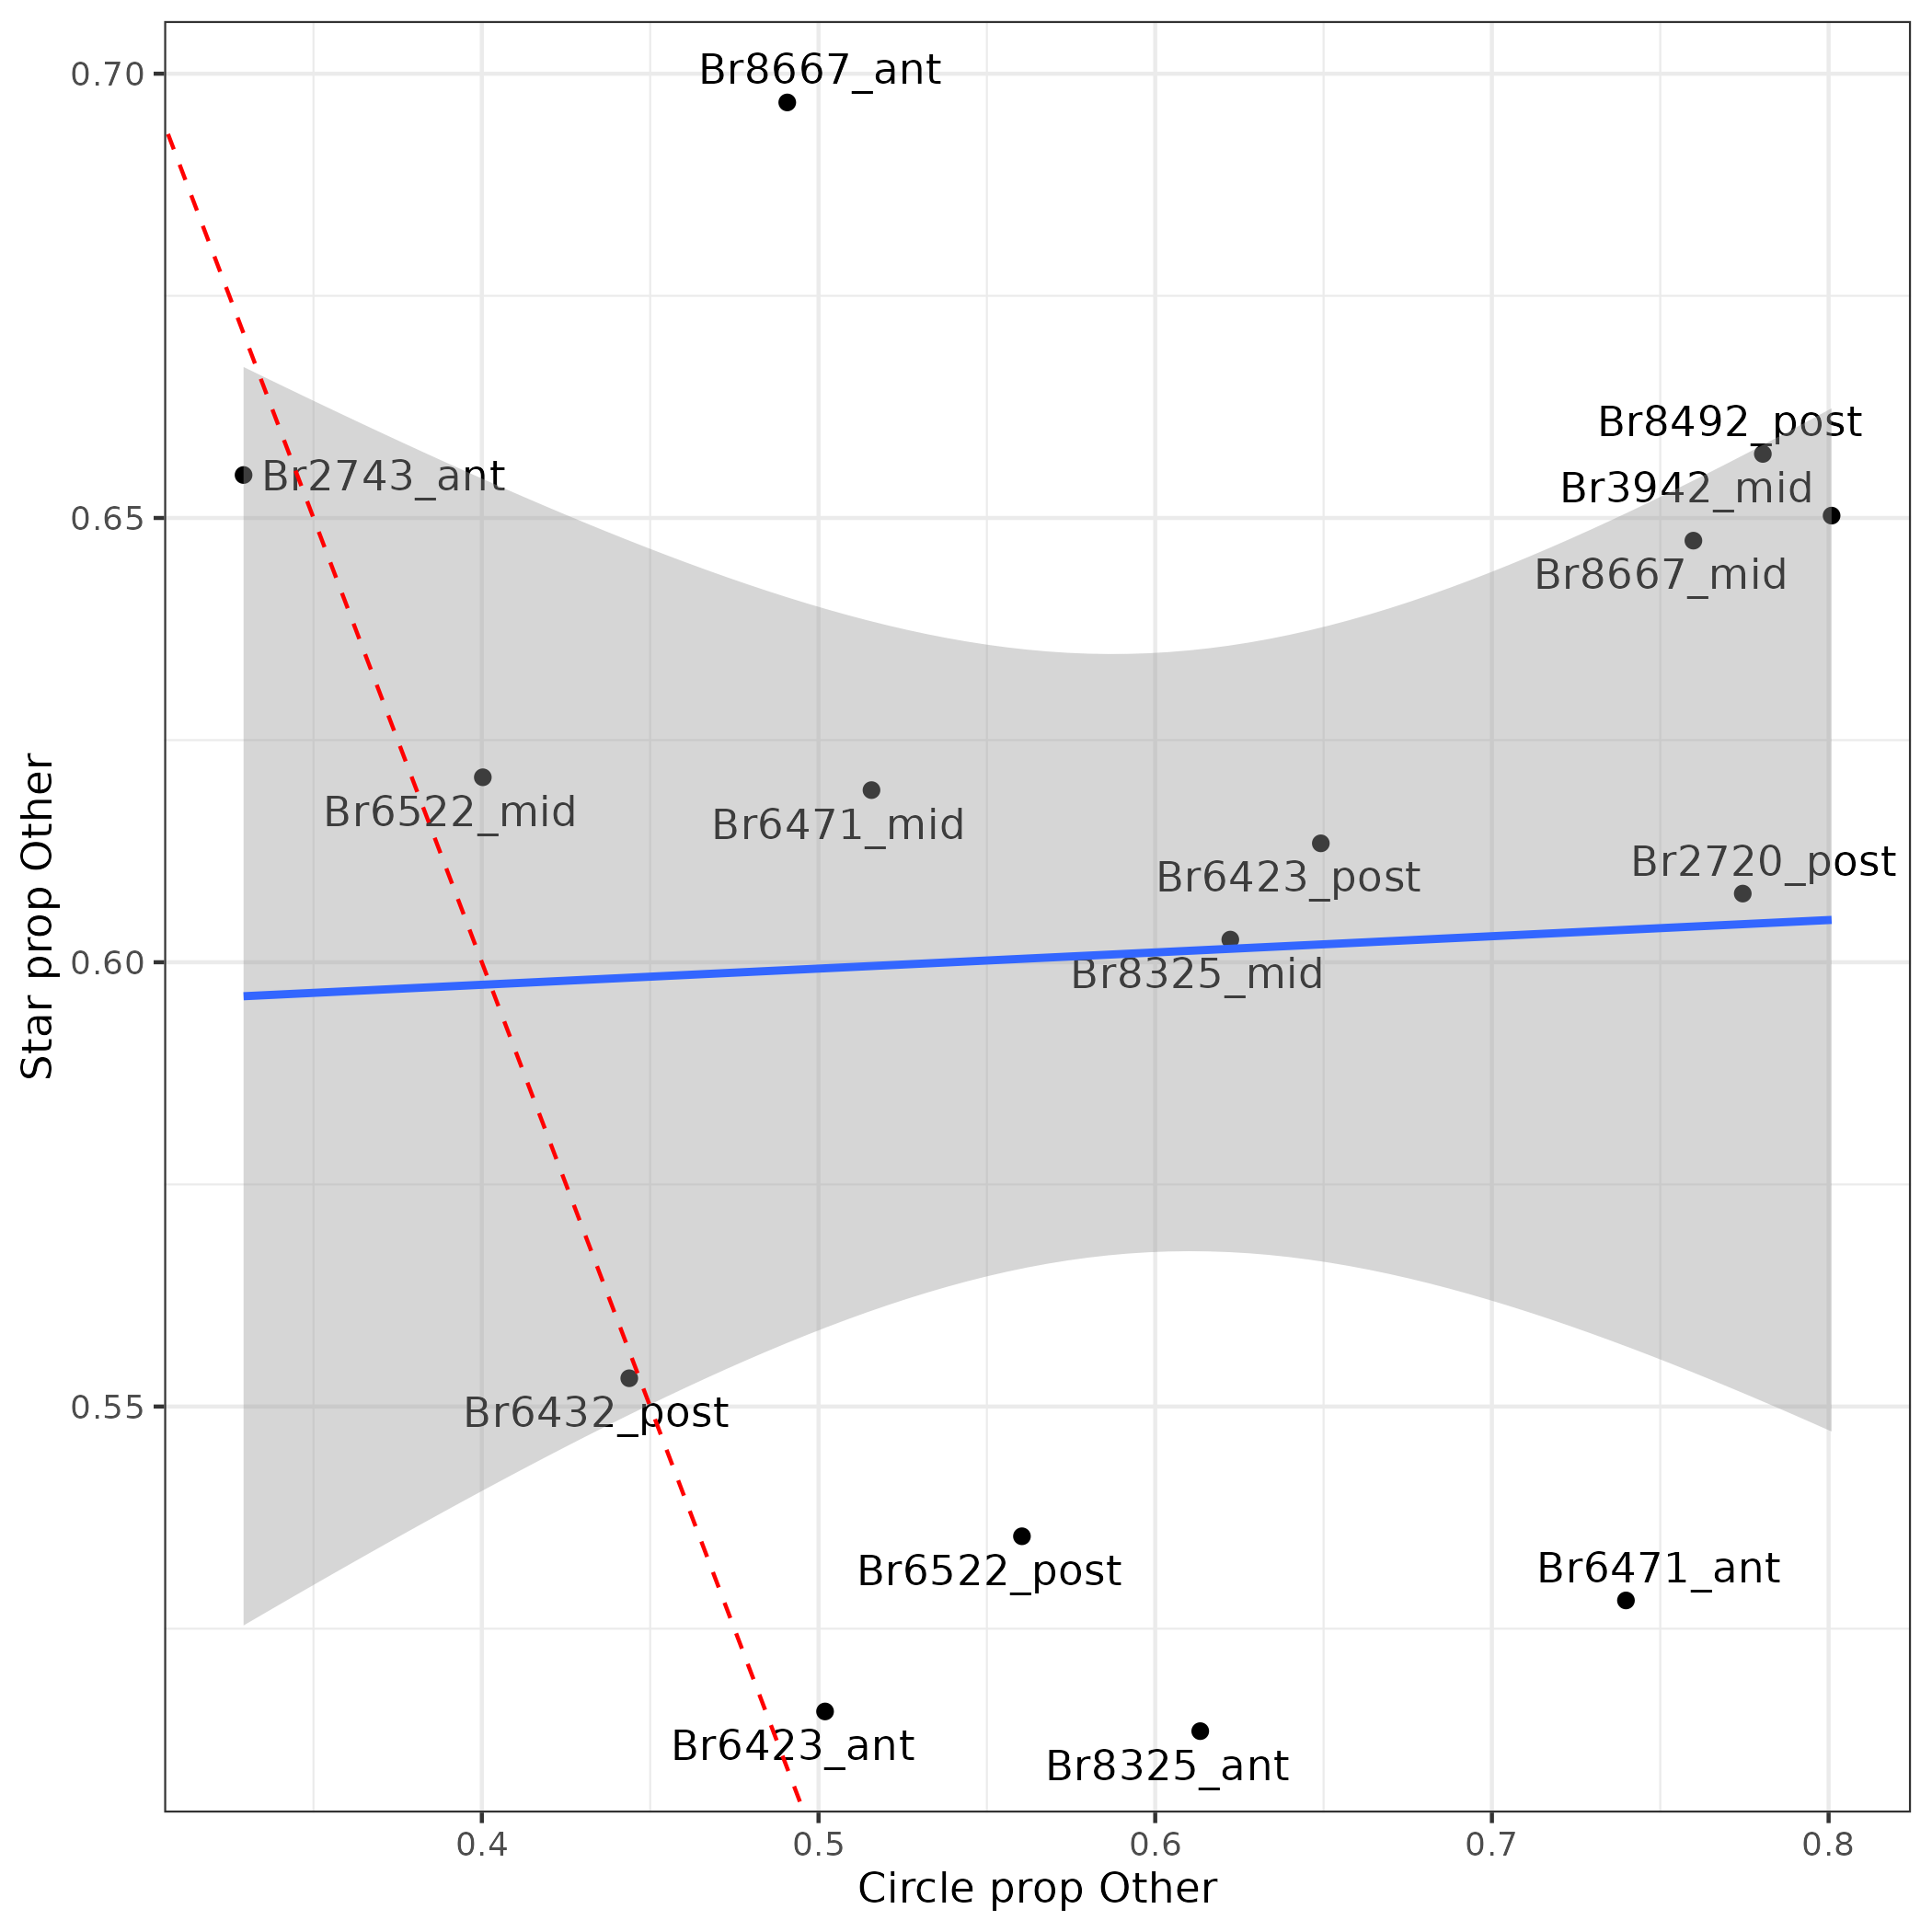 Br8667_ant
0.70
Br8492_post
Br2743_ant
Br3942_mid
0.65
Br8667_mid
Br6522_mid
Br6471_mid
Br6423_post
Br2720_post
0.60
Br8325_mid
Star prop Other
0.55
Br6432_post
Br6522_post
Br6471_ant
Br6423_ant
Br8325_ant
0.4 0.5 0.6 0.7 0.8
Circle prop Other